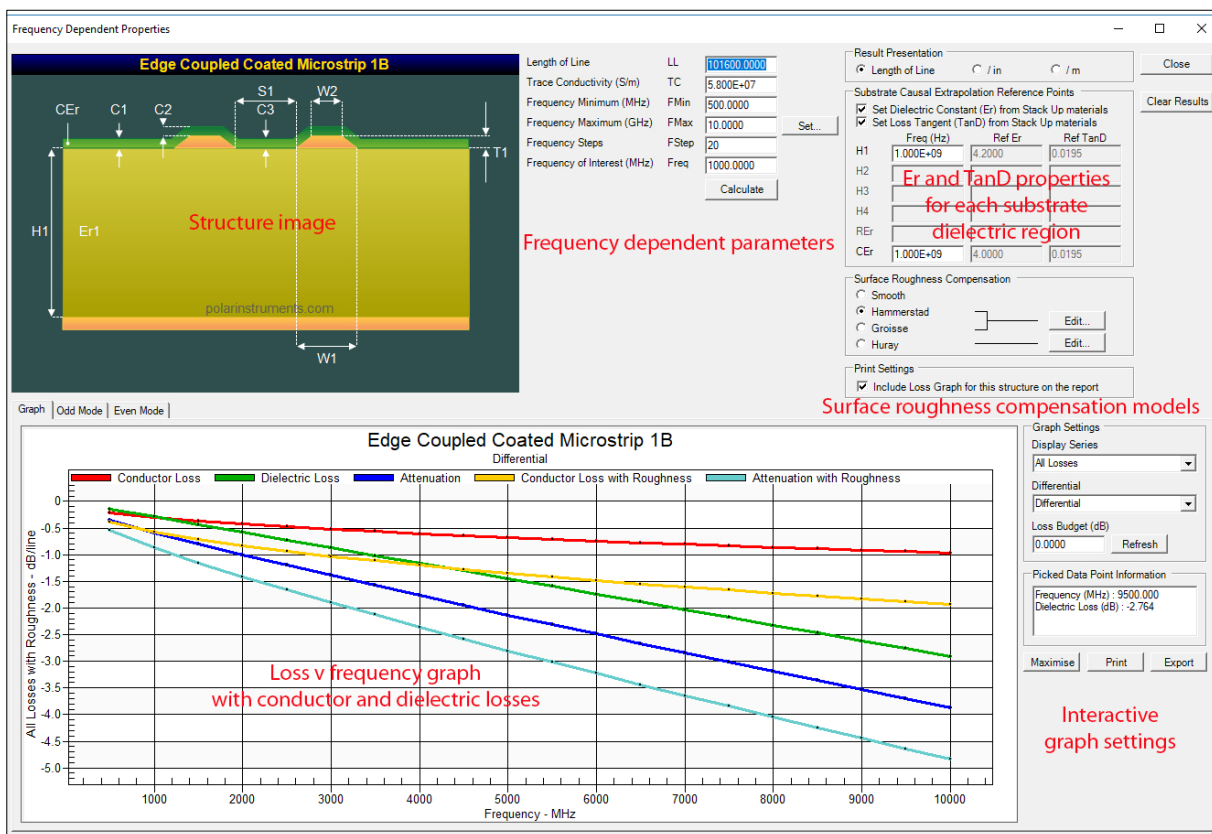 Frequency Dependent Properties
Edge Coupled Coated Microstrip 1B
CEr C1 C2 S1 C3 W2
T1
H1 Er1
Structure image
polarinstruments.com
W1
Length of Line LL 101600.0000
Trace Conductivity (S/m) TC 5.800E+07
Frequency Minimum (MHz) FMin 500.0000
Frequency Maximum (GHz) FMax 10.0000 Set...
Frequency Steps FStep 20
Frequency of Interest (MHz) Freq 1000.0000
Calculate
Frequency dependent parameters
Result Presentation
Length of Line / in / m
Close
Clear Results
Substrate Causal Extrapolation Reference Points
Set Dielectric Constant (Er) from Stack Up materials
Set Loss Tangent (TanD) from Stack Up materials
Freq (Hz) Ref Er Ref TanD
H1 1.000E+09 4.2000 0.0195
H2
H3
H4
REr
CEr 1.000E+09 4.0000 0.0195
Er and TanD properties
for each substrate
dielectric region
Surface Roughness Compensation
Smooth
Hammerstad
Groisse
Huray
Edit...
Edit...
Print Settings
Include Loss Graph for this structure on the report
Surface roughness compensation models
Graph Odd Mode Even Mode
Edge Coupled Coated Microstrip 1B
Differential
Conductor Loss Dielectric Loss Attenuation Conductor Loss with Roughness Attenuation with Roughness
All Losses with Roughness - dB/line
0
-0.5
-1.0
-1.5
-2.0
-2.5
-3.0
-3.5
-4.0
-4.5
-5.0
Loss v frequency graph
with conductor and dielectric losses
1000 2000 3000 4000 5000 6000 7000 8000 9000 10000
Frequency - MHz
Graph Settings
Display Series
All Losses
Differential
Differential
Loss Budget (dB)
0.0000 Refresh
Picked Data Point Information
Frequency (MHz) : 9500.000
Dielectric Loss (dB) : -2.764
Maximise Print Export
Interactive
graph settings